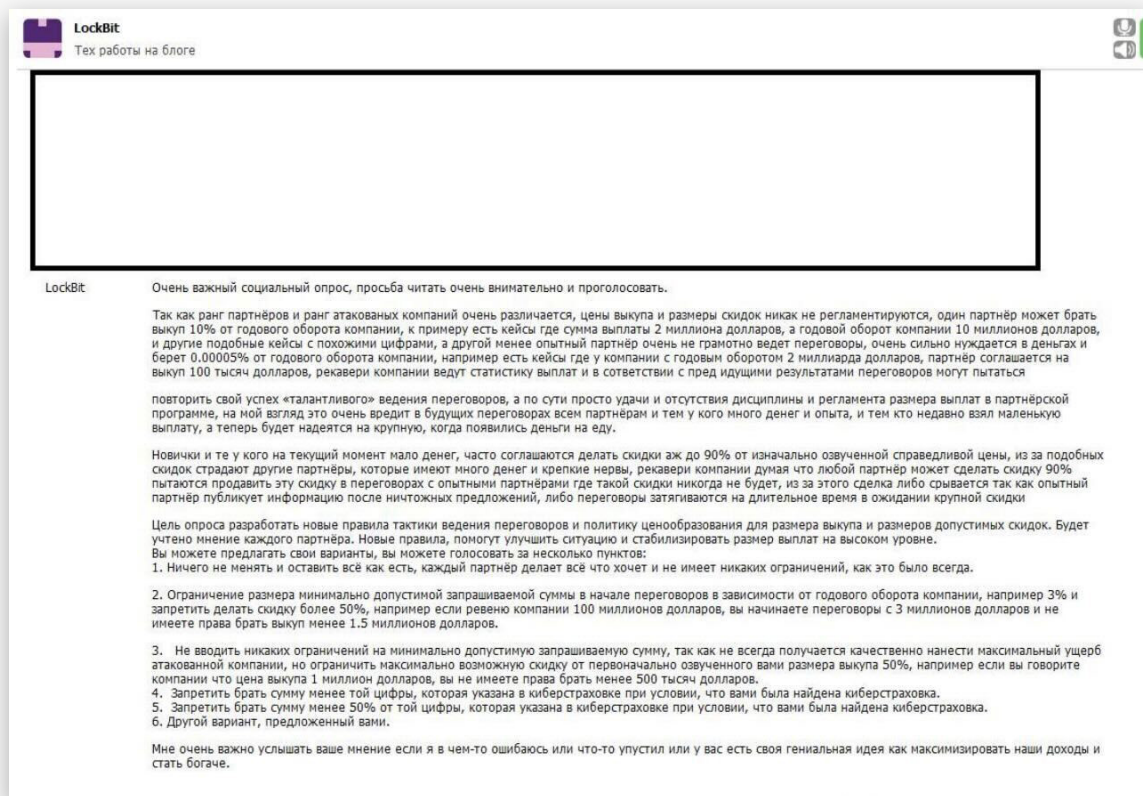 LockBit
Тех работы на блоге
LockBit
Очень важный социальный опрос, просьба читать очень внимательно и проголосовать.
Так как ранг партнёров и ранг атакованых компаний очень различается, цены выкупа и размеры скидок никак не регламентируются, один партнёр может брать
выкуп 10% от годового оборота компании, к примеру есть кейсы где сумма выплаты 2 миллиона долларов, а годовой оборот компании 10 миллионов долларов,
и другие подобные кейсы с похожими цифрами, а другой менее опытный партнёр очень не грамотно ведет переговоры, очень сильно нуждается в деньгах и
берет 0.00005% от годового оборота компании, например есть кейсы где у компании с годовым оборотом 2 миллиарда долларов, партнёр соглашается на
выкуп 100 тысяч долларов, рекавери компании ведут статистику выплат и в соответствии с пред идущими результатами переговоров могут пытаться
повторить свой успех «талантливого» ведения переговоров, а по сути просто удачи и отсутствия дисциплины и регламента размера выплат в партнёрской
программе, на мой взгляд это очень вредит в будущих переговорах всем партнёрам и тем у кого много денег и опыта, и тем кто недавно взял маленькую
выплату, а теперь будет надеятся на крупную, когда появились деньги на еду.
Новички и те у кого на текущий момент мало денег, часто соглашаются делать скидки аж до 90% от изначально озвученной справедливой цены, из за подобных
скидок страдают другие партнёры, которые имеют много денег и крепкие нервы, рекавери компании думая что любой партнёр может сделать скидку 90%
пытаются продавить эту скидку в переговорах с опытными партнёрами где такой скидки никогда не будет, из за этого сделка либо срывается так как опытный
партнёр публикует информацию после ничтожных предложений, либо переговоры затягиваются на длительное время в ожидании крупной скидки
Цель опроса разработать новые правила тактики ведения переговоров и политику ценообразования для размера выкупа и размеров допустимых скидок. Будет
учтено мнение каждого партнёра. Новые правила, помогут улучшить ситуацию и стабилизировать размер выплат на высоком уровне.
Вы можете предлагать свои варианты, вы можете голосовать за несколько пунктов:
1. Ничего не менять и оставить всё как есть, каждый партнёр делает всё что хочет и не имеет никаких ограничений, как это было всегда.
2. Ограничение размера минимально допустимой запрашиваемой суммы в начале переговоров в зависимости от годового оборота компании, например 3% и
запретить делать скидку более 50%, например если ревеню компании 100 миллионов долларов, вы начинаете переговоры с 3 миллионов долларов и не
имеете права брать выкуп менее 1.5 миллионов долларов.
3. Не вводить никаких ограничений на минимально допустимую запрашиваемую сумму, так как не всегда получается качественно нанести максимальный ущерб
атакованной компании, но ограничить максимально возможную скидку от первоначально озвученного вами размера выкупа 50%, например если вы говорите
компании что цена выкупа 1 миллион долларов, вы не имеете права брать менее 500 тысяч долларов.
4. Запретить брать сумму менее той цифры, которая указана в киберстраховке при условии, что вами была найдена киберстраховка.
5. Запретить брать сумму менее 50% от той цифры, которая указана в киберстраховке при условии, что вами была найдена киберстраховка.
6. Другой вариант, предложенный вами.
Мне очень важно услышать ваше мнение если я в чем-то ошибаюсь или что-то упустил или у вас есть своя гениальная идея как максимизировать наши доходы и
стать богаче.